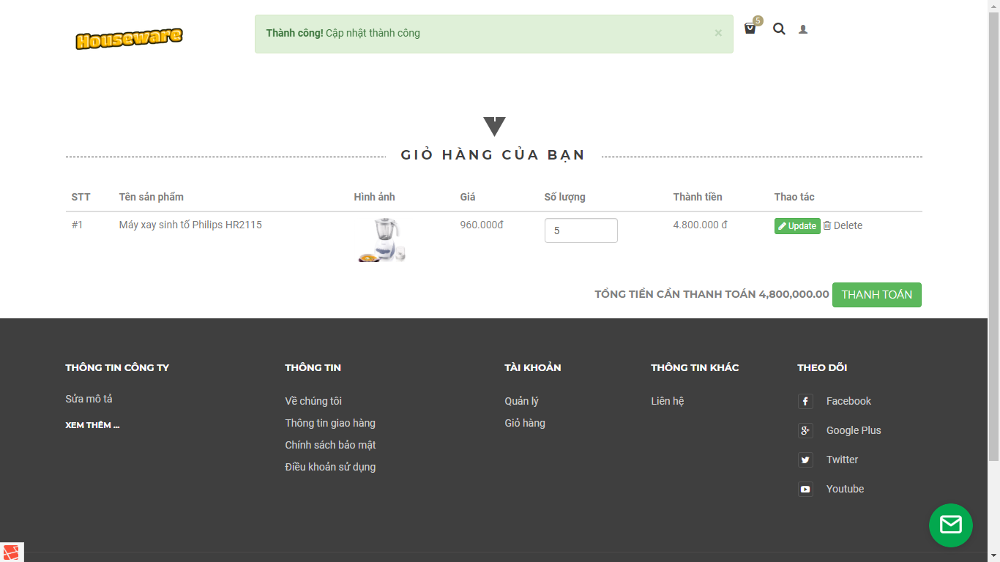 Houseware
Thành công! Cập nhật thành công ×
5
GIỎ HÀNG CỦA BẠN
STT Tên sản phẩm Hình ảnh Giá Số lượng Thành tiền Thao tác
#1 Máy xay sinh tố Philips HR2115 960.000đ 5 4.800.000 đ Update Delete
TỔNG TIỀN CẦN THANH TOÁN 4,800,000.00 THANH TOÁN
THÔNG TIN CÔNG TY
Sửa mô tả
XEM THÊM ...
THÔNG TIN
Về chúng tôi
Thông tin giao hàng
Chính sách bảo mật
Điều khoản sử dụng
TÀI KHOẢN
Quản lý
Giỏ hàng
THÔNG TIN KHÁC
Liên hệ
THEO DÕI
Facebook
Google Plus
Twitter
Youtube